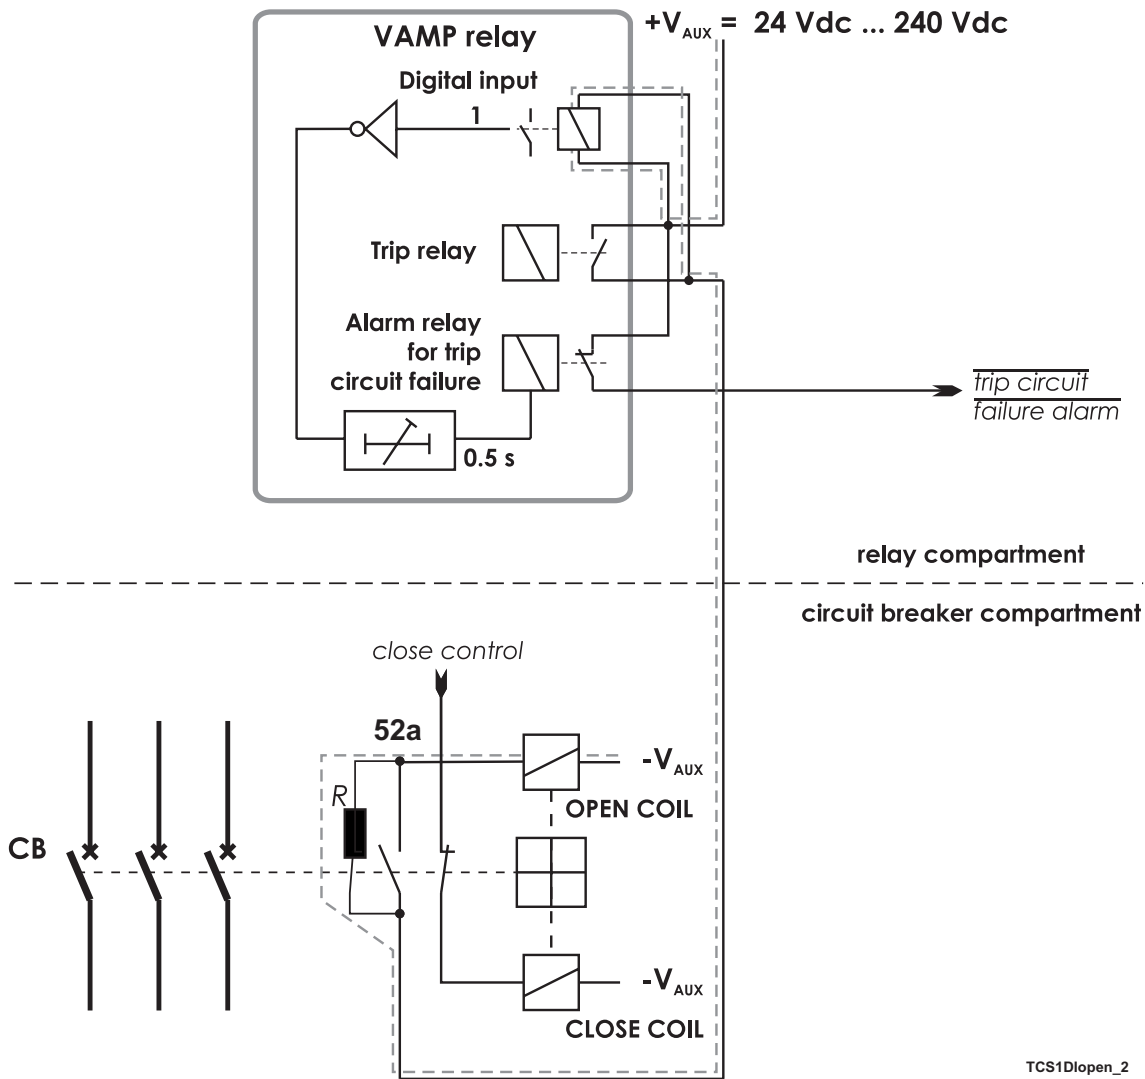 VAMP relay
+VAUX = 24 Vdc ... 240 Vdc
Digital input
1
Trip relay
Alarm relay
for trip
circuit failure
0.5 s
trip circuit
failure alarm
relay compartment
circuit breaker compartment
close control
52a
-VAUX
R
OPEN COIL
CB
-VAUX
CLOSE COIL
TCS1DIopen_2